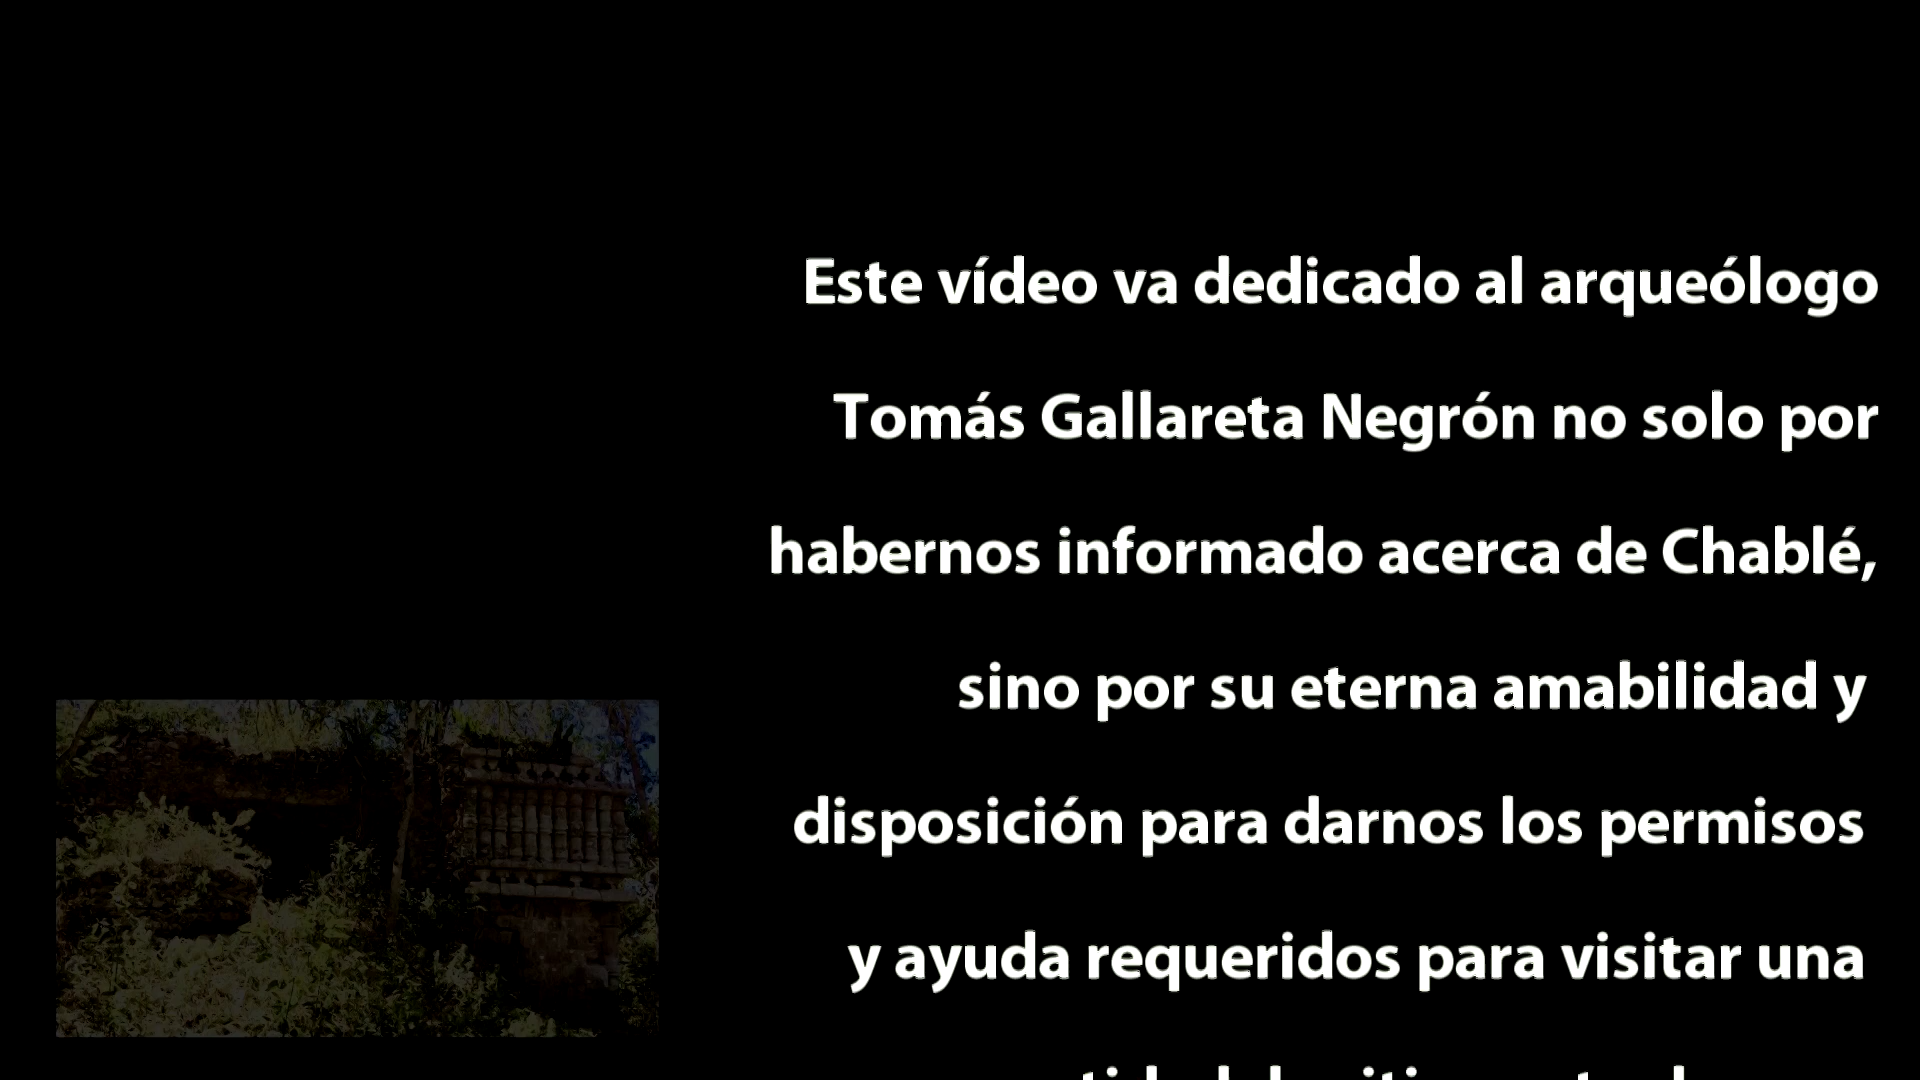 Este vídeo va dedicado al arqueólogo
Tomás Gallareta Negrón no solo por
habernos informado acerca de Chablé,
sino por su eterna amabilidad y
disposición para darnos los permisos
y ayuda requeridos para visitar una